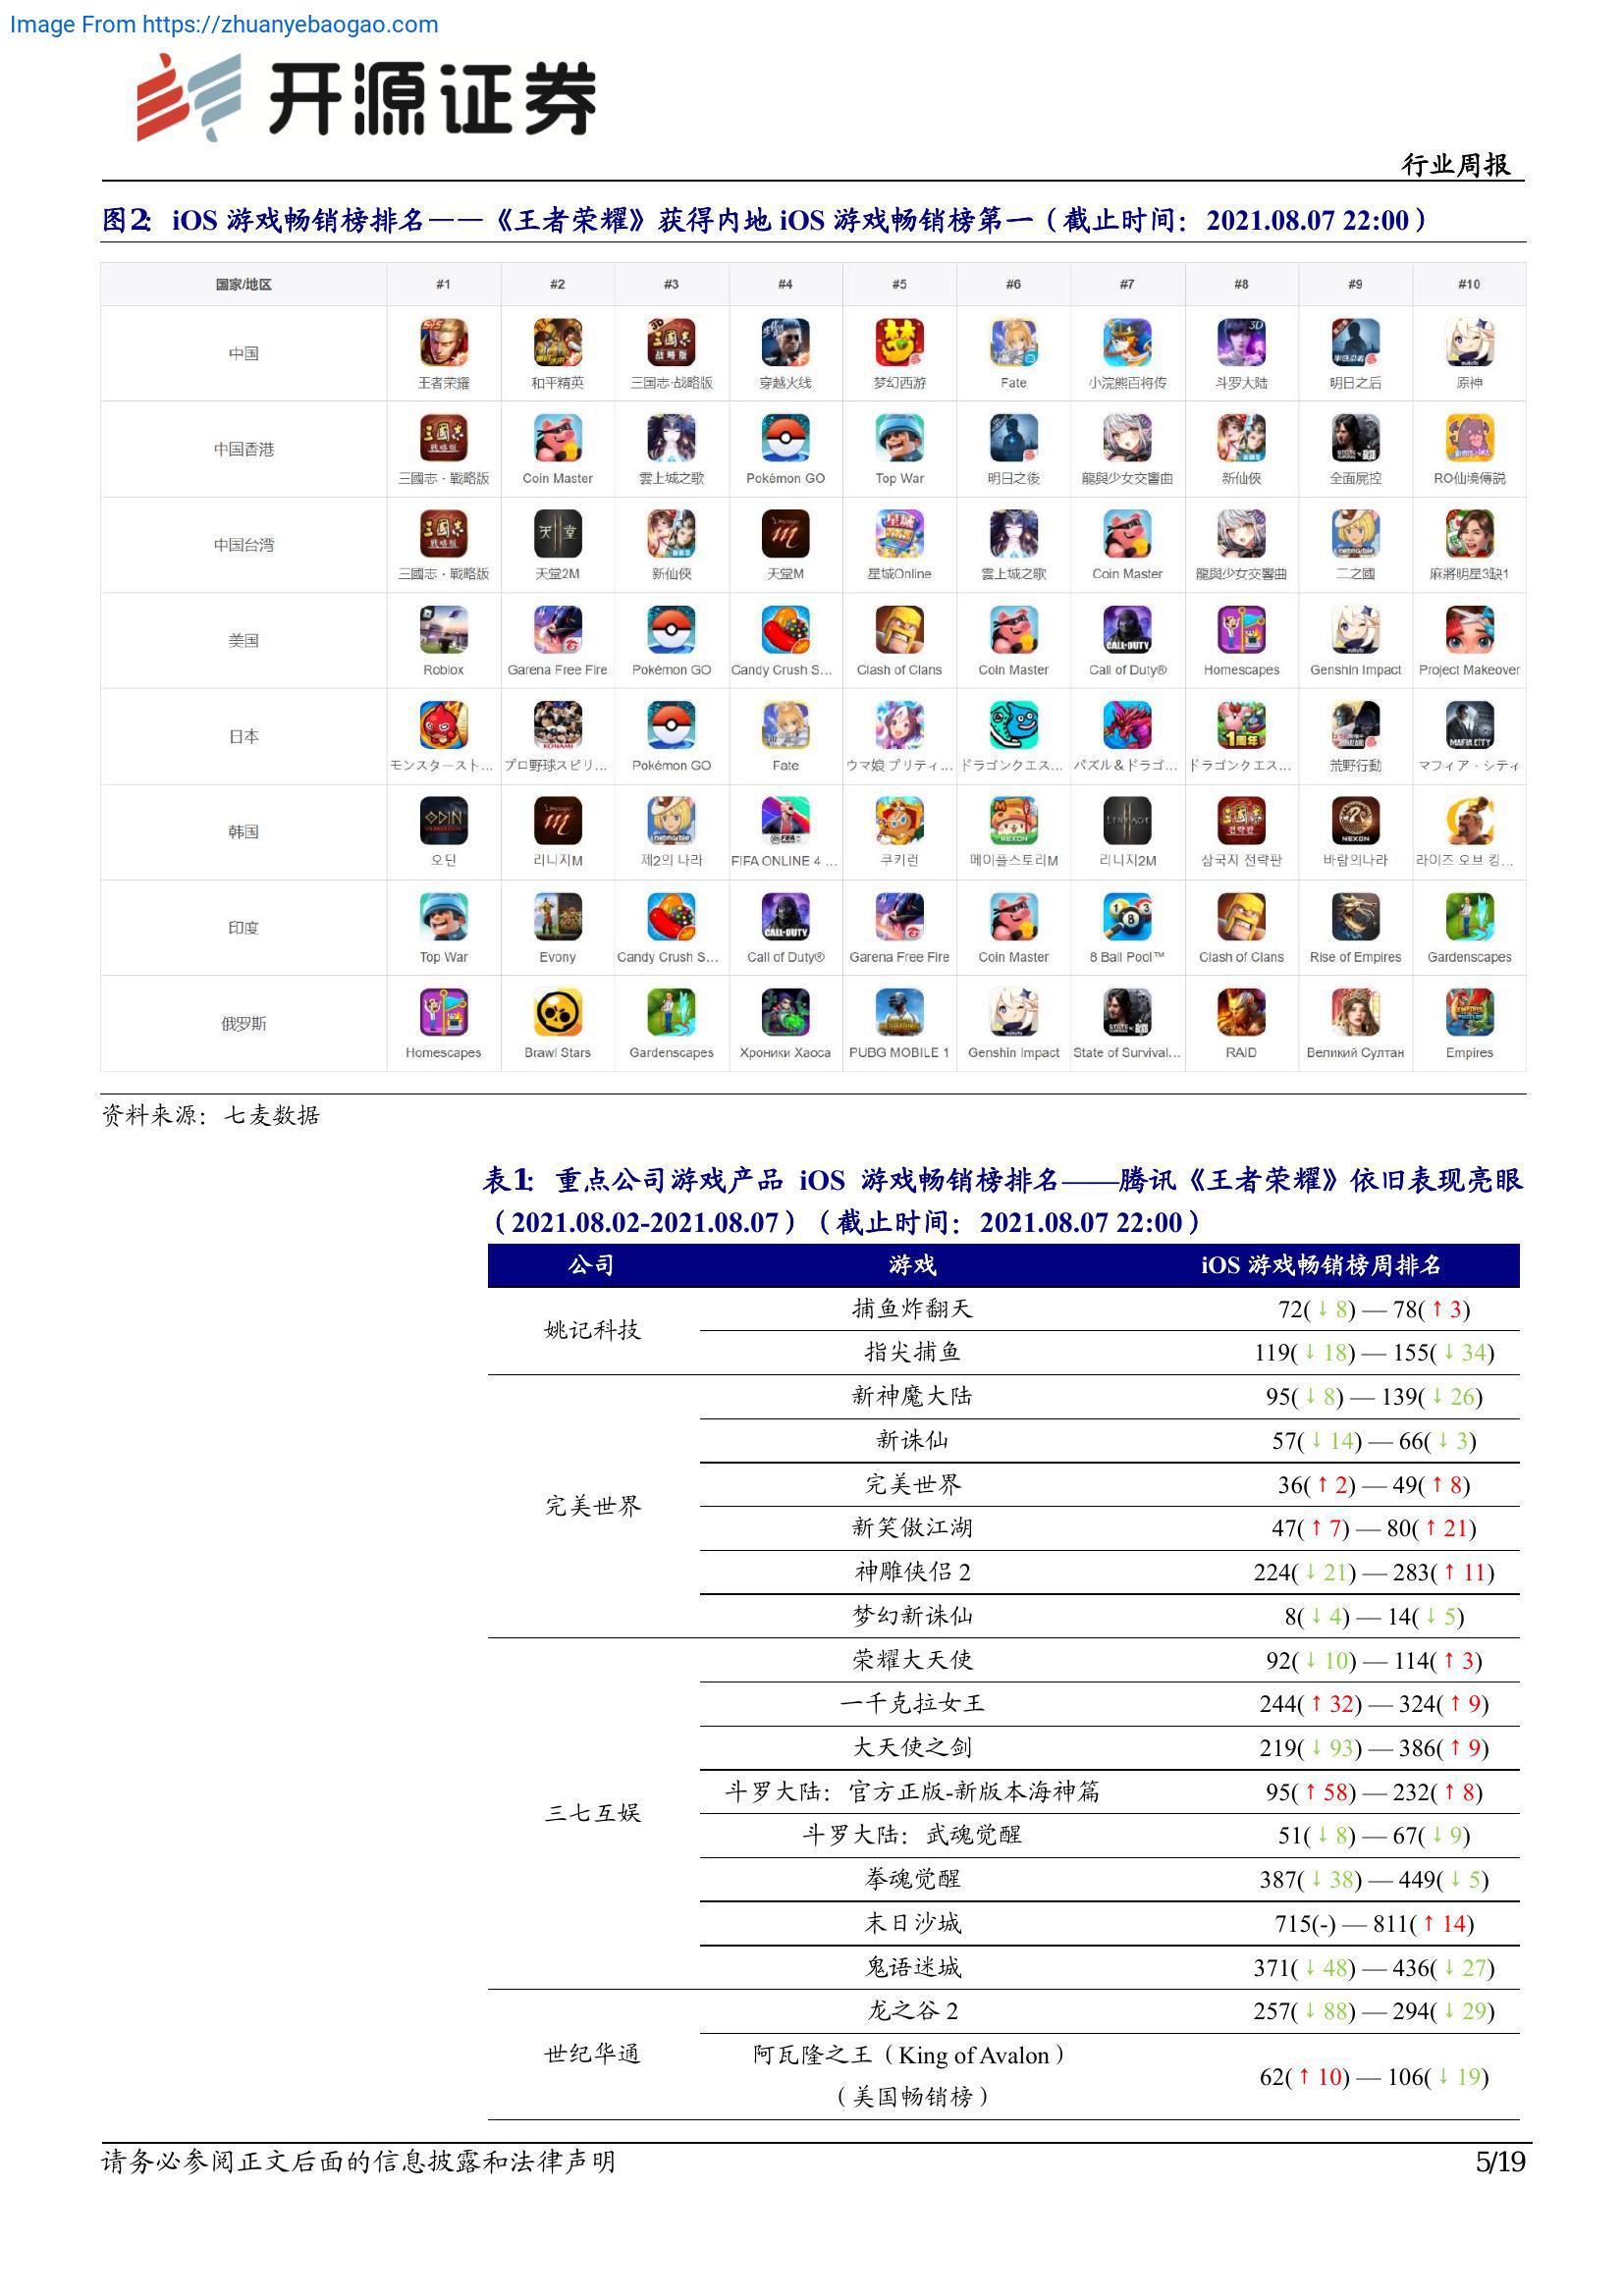 Image From https://zhuanyebaogao.com
开源证券
行业周报
图2: iOS 游戏畅销榜排名——《王者荣耀》获得内地 iOS 游戏畅销榜第一（截止时间：2021.08.07 22:00）
国家/地区 #1 #2 #3 #4 #5 #6 #7 #8 #9 #10
中国 王者荣耀 和平精英 三国志·战略版 穿越火线 梦幻西游 Fate 小浣熊百将传 斗罗大陆 明日之后 原神
中国香港 三國志·戰略版 Coin Master 雲上城之歌 Pokémon GO Top War 明日之後 龍與少女交響曲 新仙俠 全面屍控 RO仙境傳説
中国台湾 三國志·戰略版 天堂2M 新仙俠 天堂M 星城Online 雲上城之歌 Coin Master 龍與少女交響曲 二之國 麻將明星3缺1
美国 Roblox Garena Free Fire Pokémon GO Candy Crush S... Clash of Clans Coin Master Call of Duty® Homescapes Genshin Impact Project Makeover
日本 モンスタースト... プロ野球スピリ... Pokémon GO Fate ウマ娘 プリティ... ドラゴンクエス... パズル＆ドラゴ... ドラゴンクエス... 荒野行動 マフィア・シティ
韩国 오딘 리니지M 제2의 나라 FIFA ONLINE 4 ... 쿠키런 메이플스토리M 리니지2M 삼국지 전략판 바람의나라 라이즈 오브 킹...
印度 Top War Evony Candy Crush S... Call of Duty® Garena Free Fire Coin Master 8 Ball Pool™ Clash of Clans Rise of Empires Gardenscapes
俄罗斯 Homescapes Brawl Stars Gardenscapes Хроники Хаоса PUBG MOBILE 1 Genshin Impact State of Survival... RAID Великий Султан Empires
资料来源：七麦数据
表1: 重点公司游戏产品 iOS 游戏畅销榜排名——腾讯《王者荣耀》依旧表现亮眼
（2021.08.02-2021.08.07）（截止时间：2021.08.07 22:00）
公司 游戏 iOS 游戏畅销榜周排名
姚记科技 捕鱼炸翻天 72(↓8) — 78(↑3)
指尖捕鱼 119(↓18) — 155(↓34)
完美世界 新神魔大陆 95(↓8) — 139(↓26)
新诛仙 57(↓14) — 66(↓3)
完美世界 36(↑2) — 49(↑8)
新笑傲江湖 47(↑7) — 80(↑21)
神雕侠侣 2 224(↓21) — 283(↑11)
梦幻新诛仙 8(↓4) — 14(↓5)
三七互娱 荣耀大天使 92(↓10) — 114(↑3)
一千克拉女王 244(↑32) — 324(↑9)
大天使之剑 219(↓93) — 386(↑9)
斗罗大陆：官方正版-新版本海神篇 95(↑58) — 232(↑8)
斗罗大陆：武魂觉醒 51(↓8) — 67(↓9)
拳魂觉醒 387(↓38) — 449(↓5)
末日沙城 715(-) — 811(↑14)
鬼语迷城 371(↓48) — 436(↓27)
世纪华通 龙之谷 2 257(↓88) — 294(↓29)
阿瓦隆之王（King of Avalon）
（美国畅销榜） 62(↑10) — 106(↓19)
请务必参阅正文后面的信息披露和法律声明 5/19